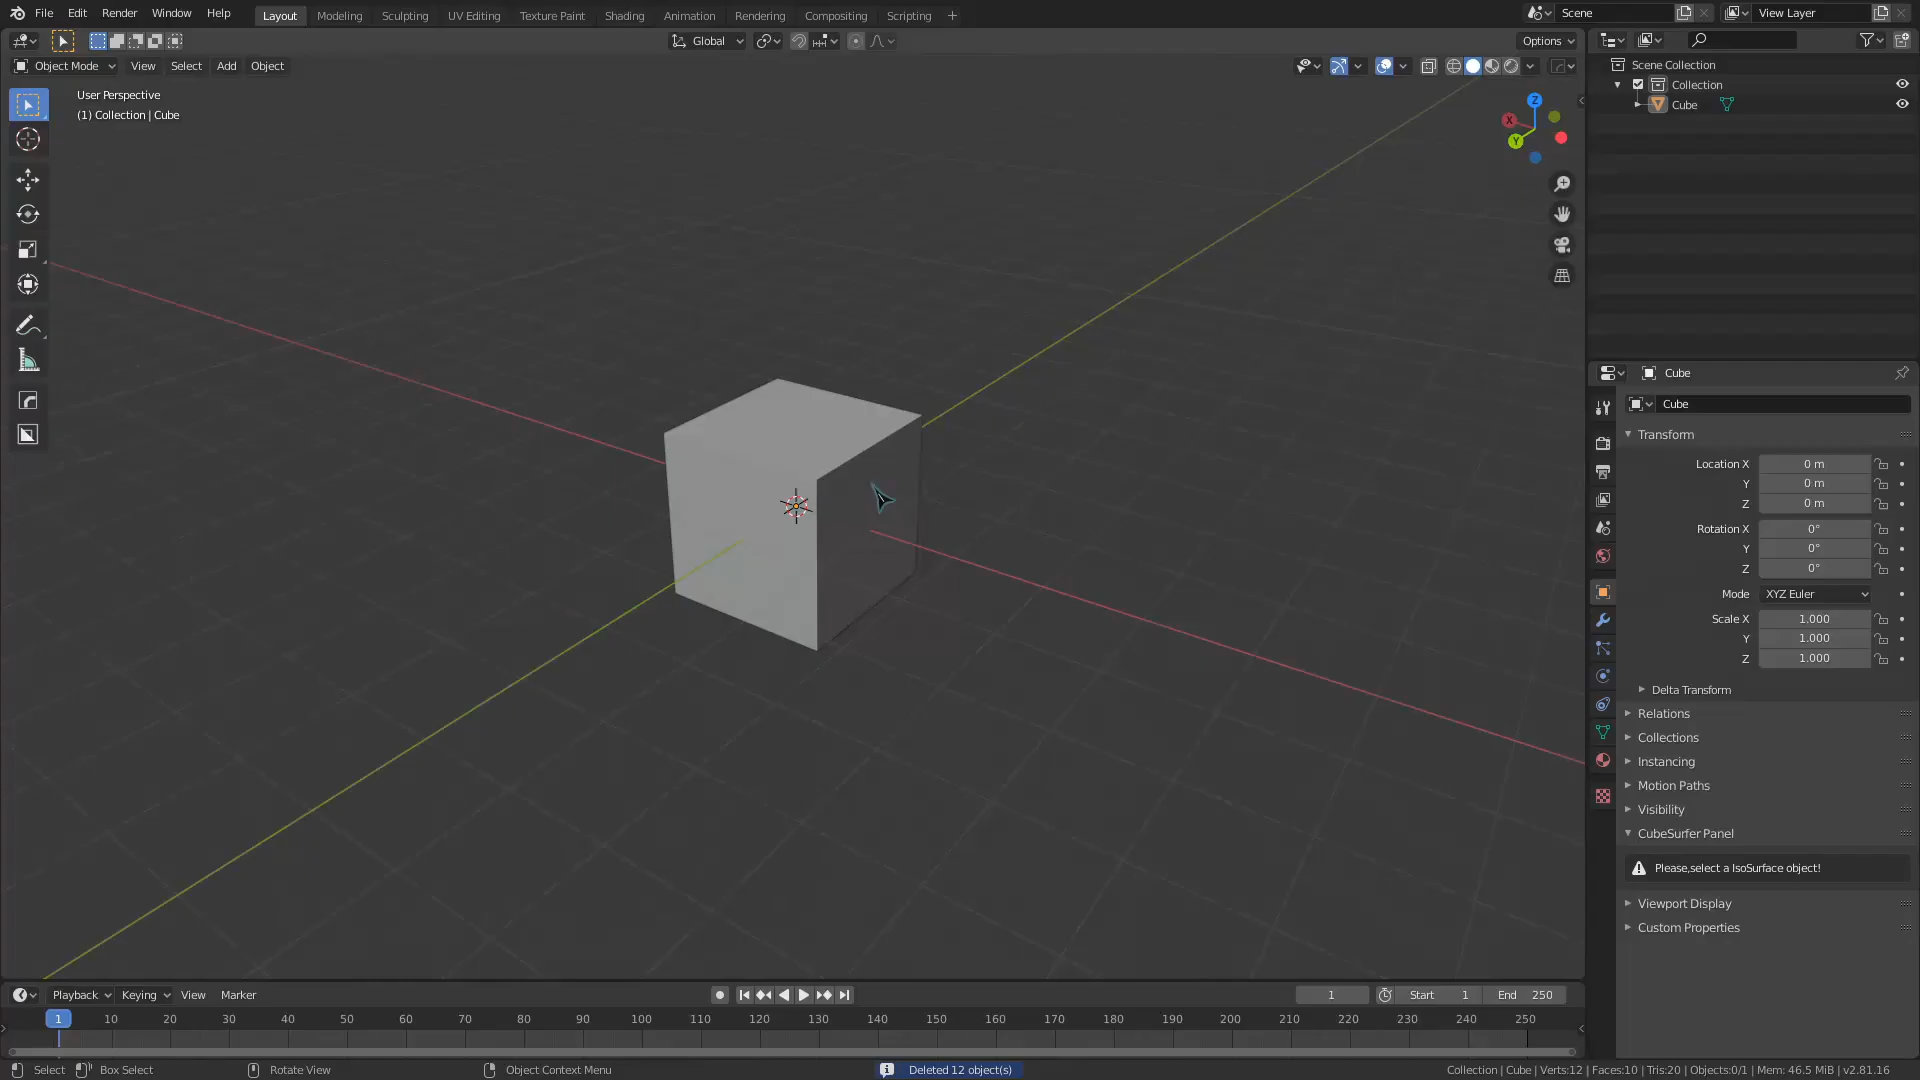 File Edit Render Window Help Layout Modeling Sculpting UV Editing Texture Paint Shading Animation Rendering Compositing Scripting + Scene View Layer
Global Options
Object Mode View Select Add Object
User Perspective
(1) Collection | Cube
Z
X
Y
Scene Collection
Collection
Cube
Cube
Cube
Transform
Location X 0 m
Y 0 m
Z 0 m
Rotation X 0°
Y 0°
Z 0°
Mode XYZ Euler
Scale X 1.000
Y 1.000
Z 1.000
Delta Transform
Relations
Collections
Instancing
Motion Paths
Visibility
CubeSurfer Panel
Please,select a IsoSurface object!
Viewport Display
Custom Properties
Playback Keying View Marker 1 Start 1 End 250
1 10 20 30 40 50 60 70 80 90 100 110 120 130 140 150 160 170 180 190 200 210 220 230 240 250
Select Box Select Rotate View Object Context Menu Deleted 12 object(s) Collection | Cube | Verts:12 | Faces:10 | Tris:20 | Objects:0/1 | Mem: 46.5 MiB | v2.81.16